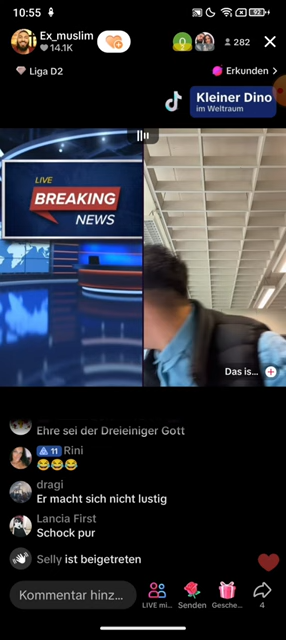 10:55
92
Ex_muslim
14.1K
282
Liga D2
Erkunden
Kleiner Dino
im Weltraum
LIVE
BREAKING
NEWS
Das is...
Ehre sei der Dreieiniger Gott
11 Rini
😂😂😂
dragi
Er macht sich nicht lustig
Lancia First
Schock pur
Selly ist beigetreten
Kommentar hinz...
LIVE mi...
Senden
Gesche...
4